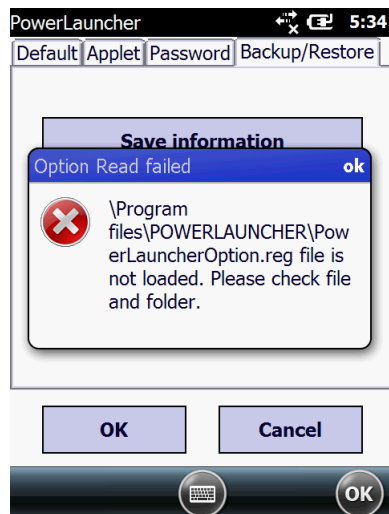 PowerLauncher 5:34
Default Applet Password Backup/Restore
Save information
Option Read failed ok
\Program
files\POWERLAUNCHER\Pow
erLauncherOption.reg file is
not loaded. Please check file
and folder.
OK Cancel
OK